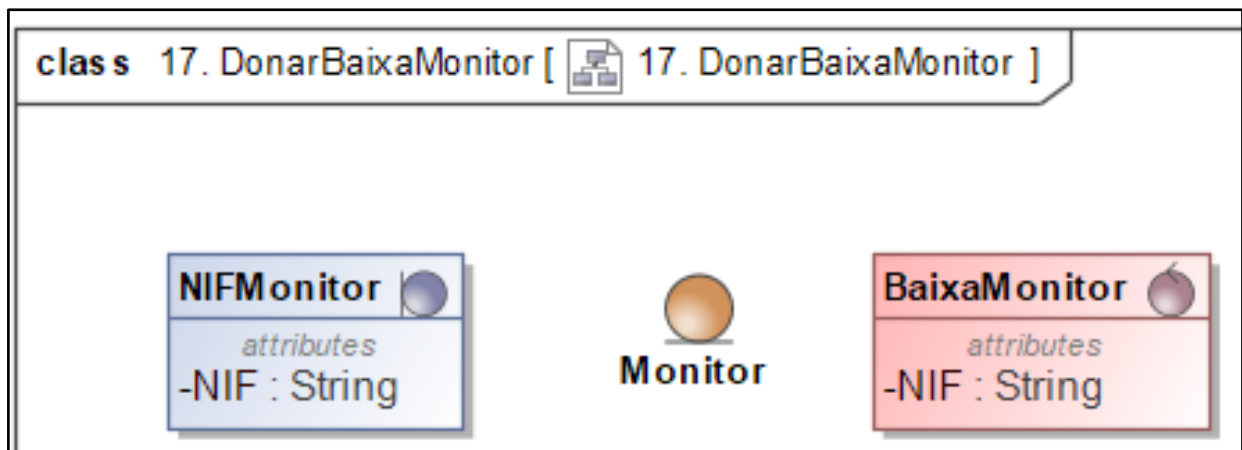 class 17. DonarBaixaMonitor [ 17. DonarBaixaMonitor ]
NIFMonitor
attributes
-NIF : String
Monitor
BaixaMonitor
attributes
-NIF : String